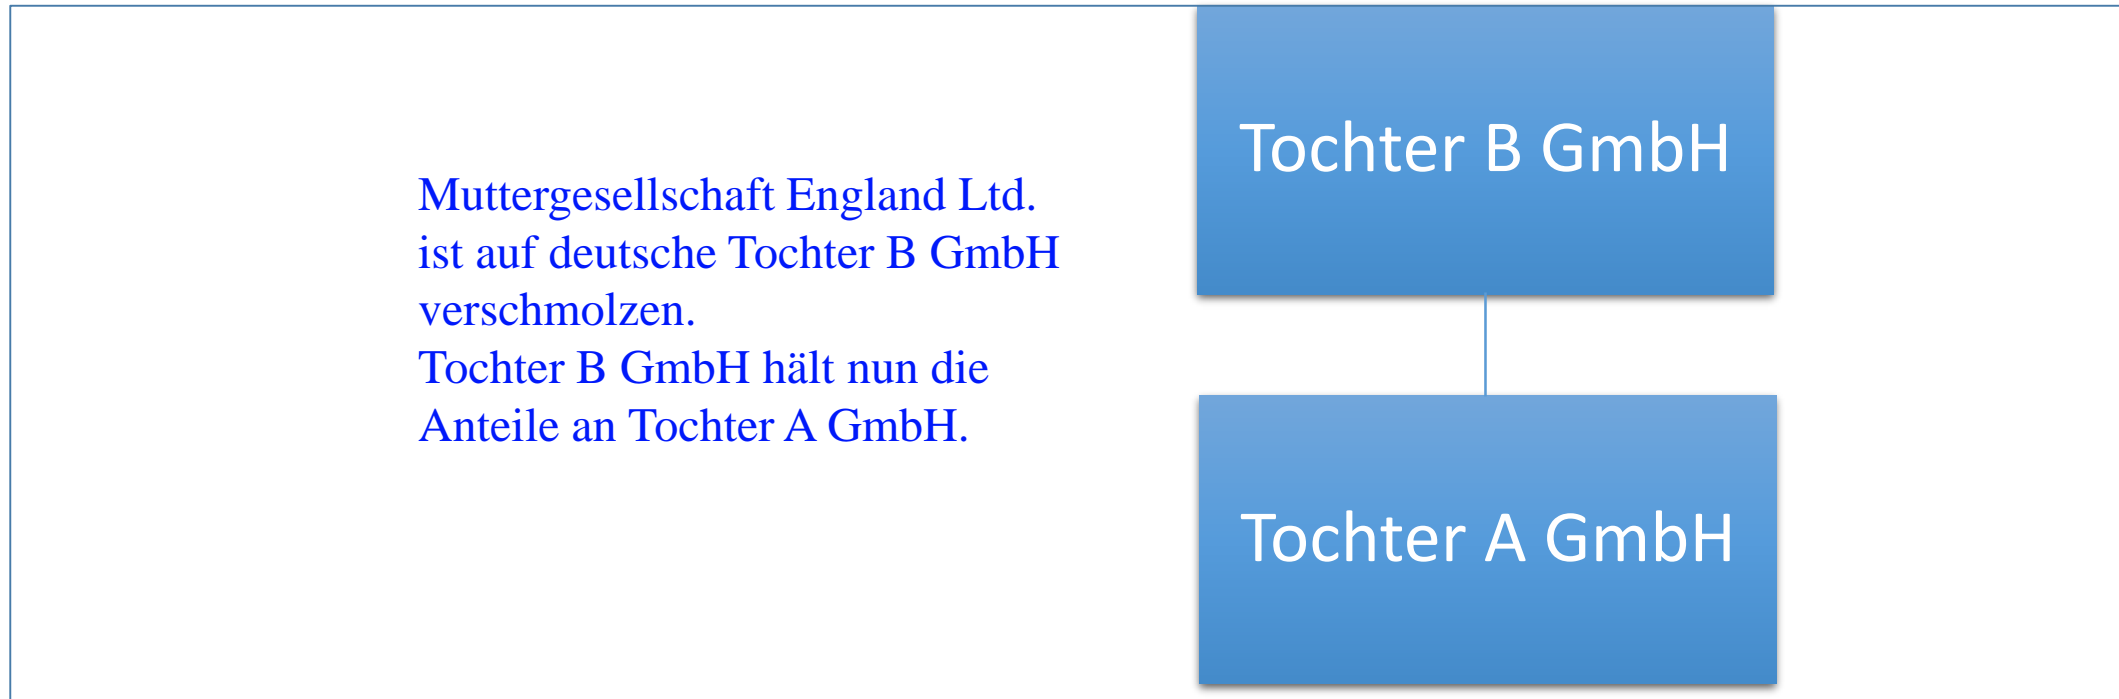 Muttergesellschaft England Ltd.
ist auf deutsche Tochter B GmbH
verschmolzen.
Tochter B GmbH hält nun die
Anteile an Tochter A GmbH.
Tochter B GmbH
Tochter A GmbH